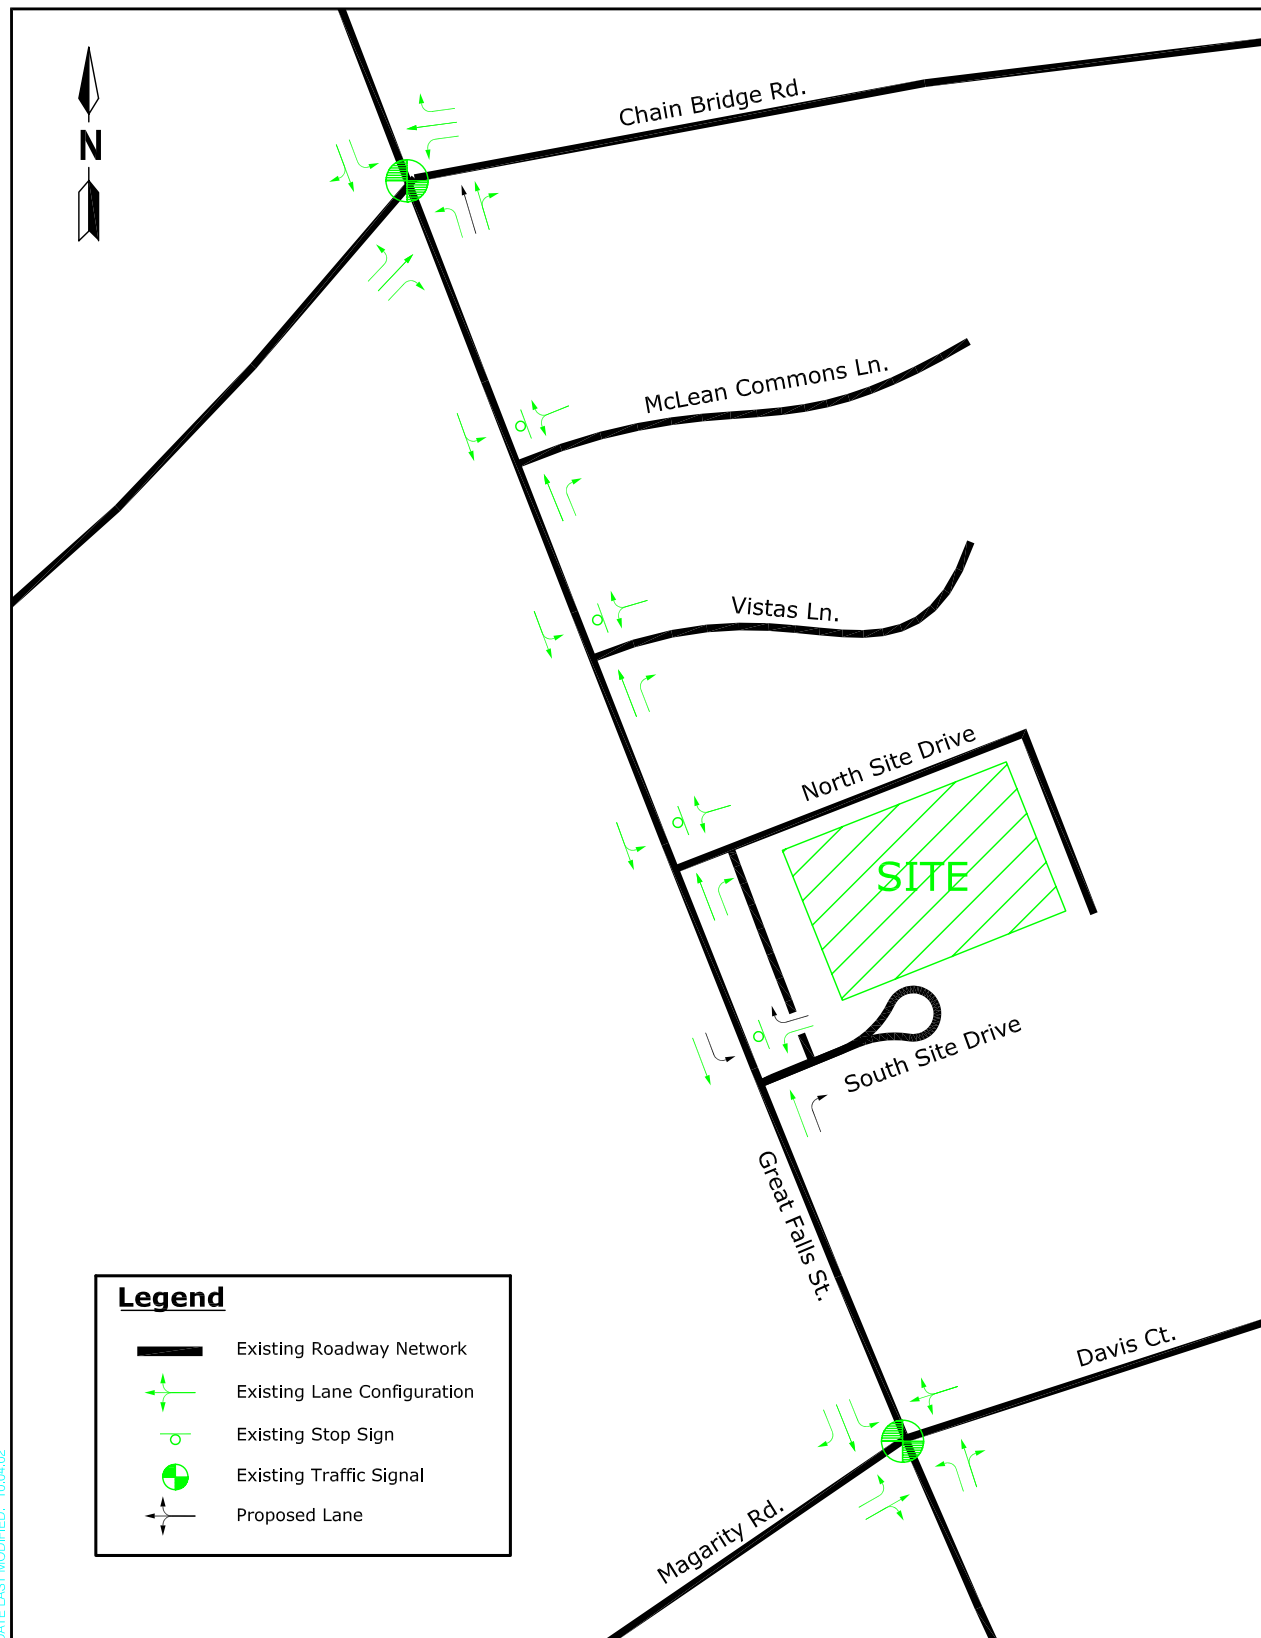 Chain Bridge Rd.
N
McLean Commons Ln.
Vistas Ln.
North Site Drive
SITE
South Site Drive
Great Falls St.
Legend
Existing Roadway Network
Existing Lane Configuration
Existing Stop Sign
Existing Traffic Signal
Proposed Lane
Davis Ct.
Magarity Rd.